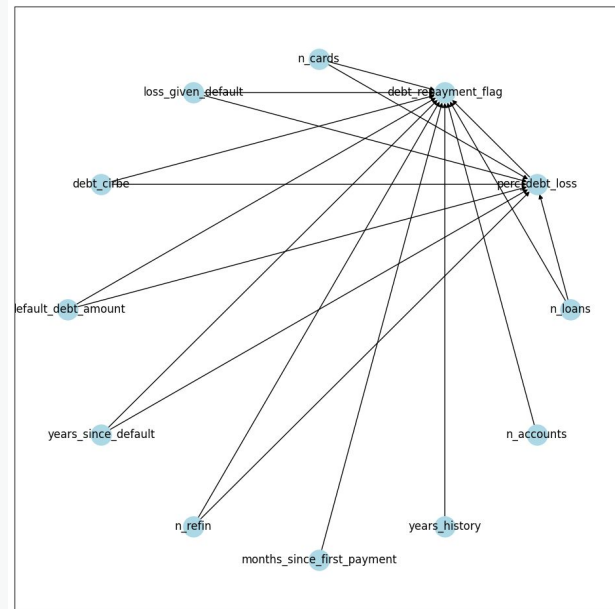 n_cards
loss_given_default
debt_repayment_flag
debt_cirbe
perc_debt_loss
default_debt_amount
n_loans
years_since_default
n_accounts
n_refin
years_history
months_since_first_payment